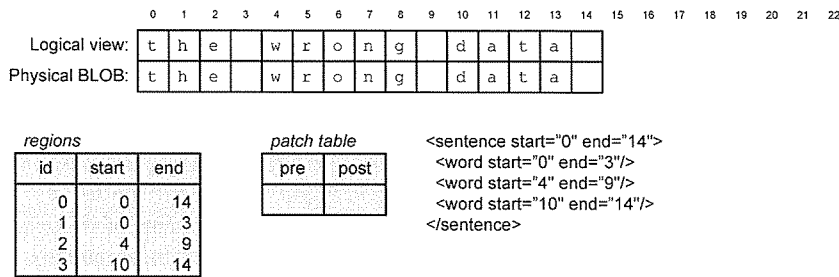 0 1 2 3 4 5 6 7 8 9 10 11 12 13 14 15 16 17 18 19 20 21 22
Logical view: t h e w r o n g d a t a
Physical BLOB: t h e w r o n g d a t a
regions
id start end
0 0 14
1 0 3
2 4 9
3 10 14
patch table
pre post
<sentence start="0" end="14">
<word start="0" end="3"/>
<word start="4" end="9"/>
<word start="10" end="14"/>
</sentence>